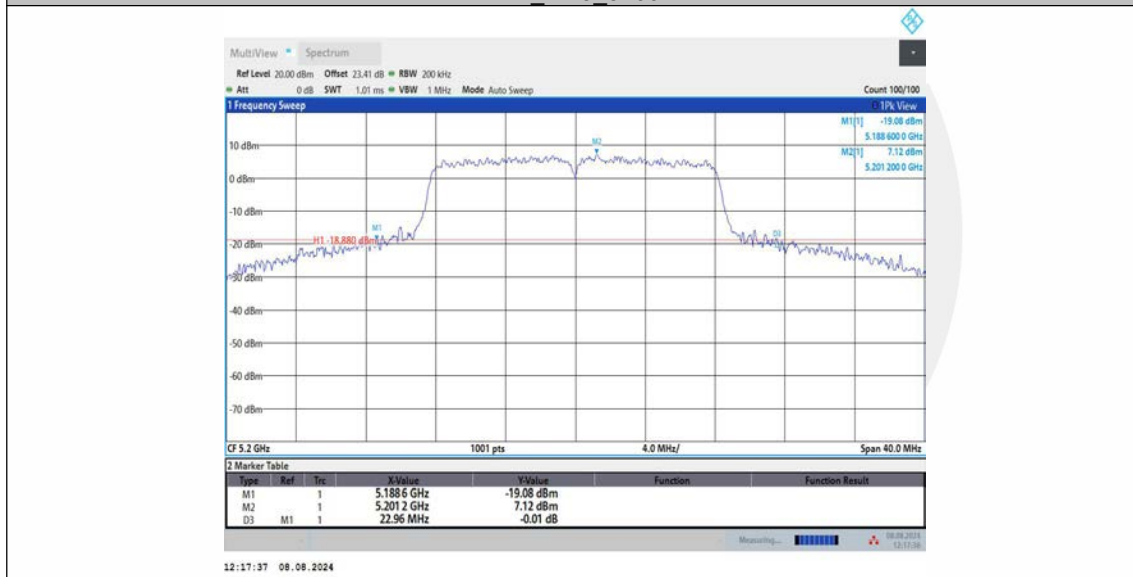 MultiView Spectrum
Ref Level 20.00 dBm Offset 23.41 dB RBW 200 kHz
Att 0 dB SWT 1.01 ms VBW 1 MHz Mode Auto Sweep Count 100/100
1 Frequency Sweep 1Pk View
M1[1] -19.08 dBm
5.188 600 0 GHz
M2[1] 7.12 dBm
5.201 200 0 GHz
M2
10 dBm
0 dBm
-10 dBm
M1
D3
H1 -18.880 dBm
-20 dBm
-30 dBm
-40 dBm
-50 dBm
-60 dBm
-70 dBm
CF 5.2 GHz 1001 pts 4.0 MHz/ Span 40.0 MHz
2 Marker Table
Type Ref Trc X-Value Y-Value Function Function Result
M1 1 5.1886 GHz -19.08 dBm
M2 1 5.2012 GHz 7.12 dBm
D3 M1 1 22.96 MHz -0.01 dB
Measuring... 08.08.2024
12:17:36
12:17:37 08.08.2024